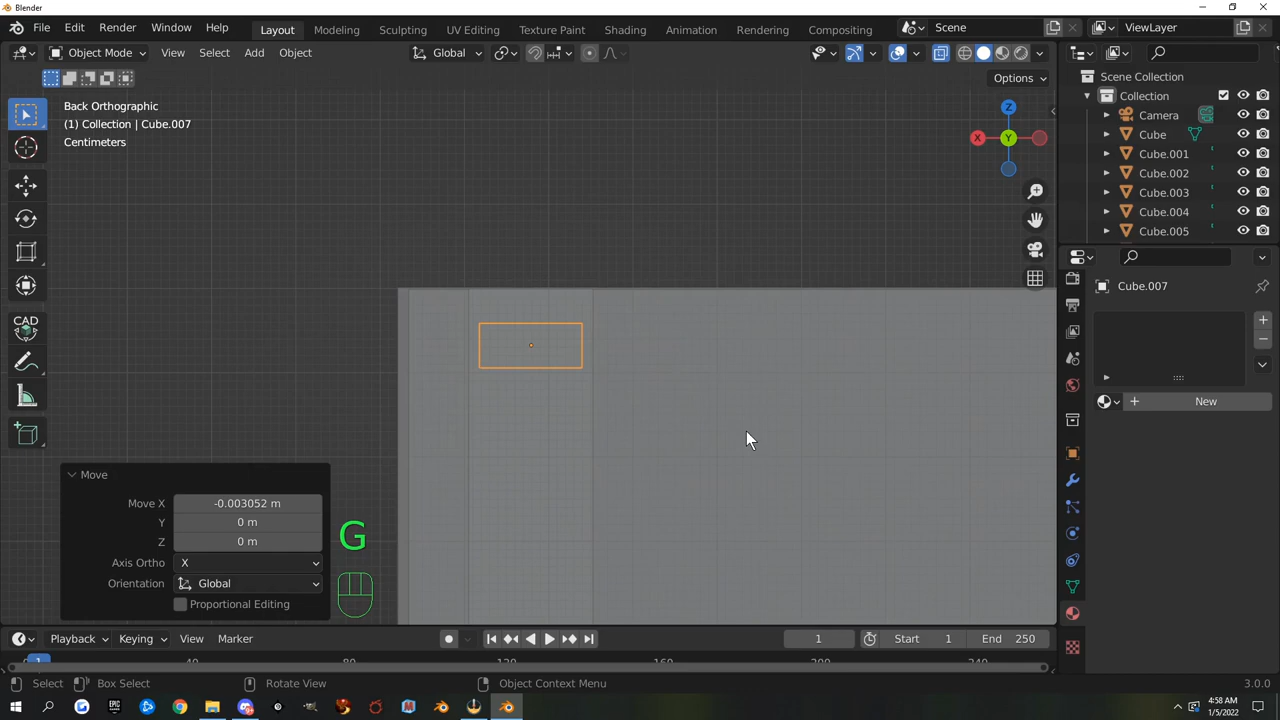 Blender
File Edit Render Window Help
Layout Modeling Sculpting UV Editing Texture Paint Shading Animation Rendering Compositing
Scene
ViewLayer
Object Mode View Select Add Object
Global
Options
Back Orthographic
(1) Collection | Cube.007
Centimeters
Z
X
Y
CAD
Scene Collection
Collection
Camera
Cube
Cube.001
Cube.002
Cube.003
Cube.004
Cube.005
Cube.007
New
Move
Move X -0.003052 m
Y 0 m
Z 0 m
Axis Ortho X
Orientation Global
Proportional Editing
G
Playback Keying View Marker
1
Start 1
End 250
1 40 80 120 160 200 240
Select
Box Select
Rotate View
Object Context Menu
3.0.0
EPIC
4:58 AM
1/5/2022